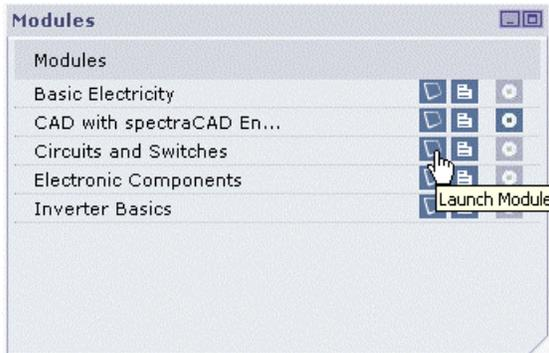 Modules
Modules
Basic Electricity
CAD with spectraCAD En...
Circuits and Switches
Electronic Components
Launch Module
Inverter Basics